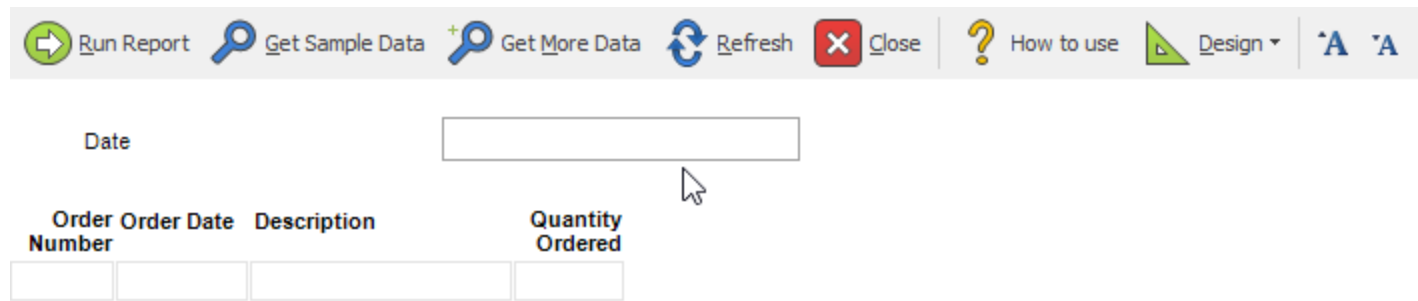 Run Report Get Sample Data Get More Data Refresh Close How to use Design A A
Date
Order Order Date Description Quantity
Number Ordered